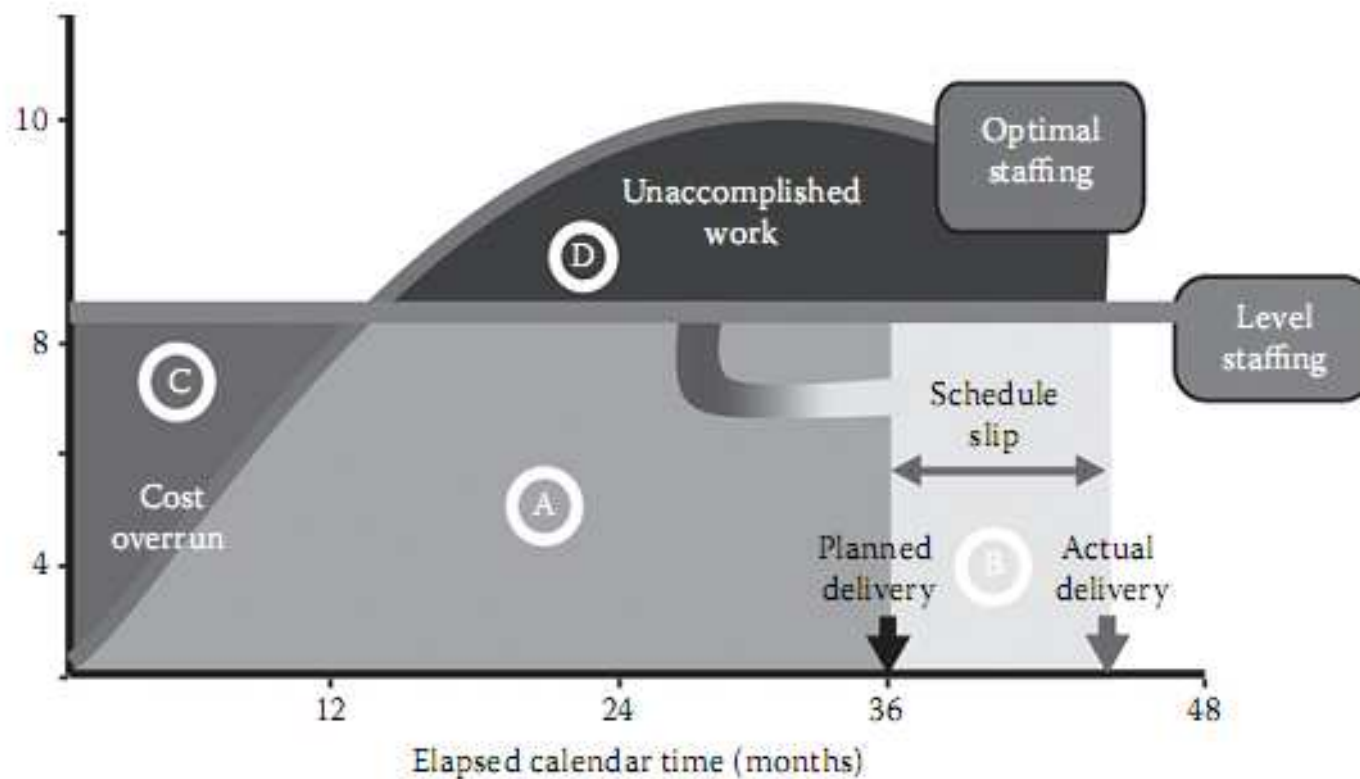 10
8
4
Optimal
staffing
Unaccomplished
work
D
Level
staffing
C
Schedule
slip
Cost
overrun
A
Planned
delivery
B
Actual
delivery
12
24
36
48
Elapsed calendar time (months)